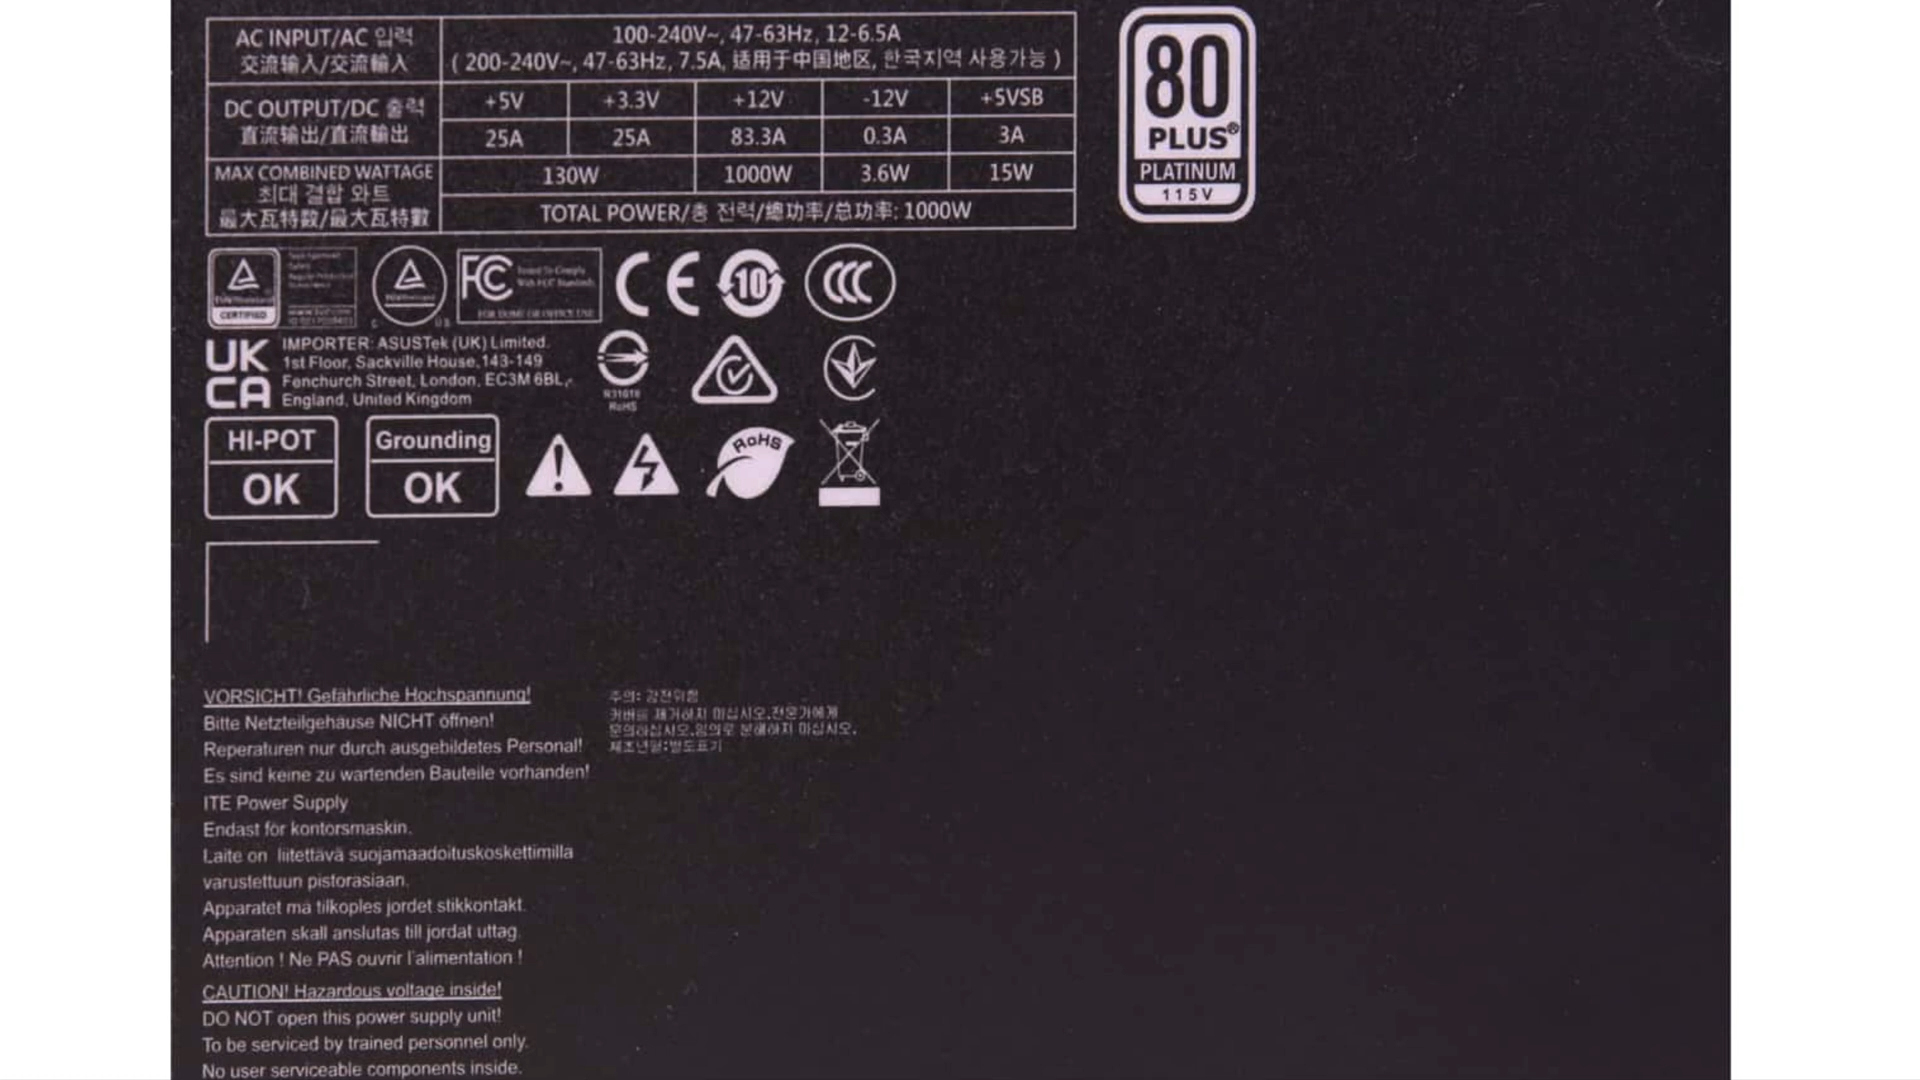 AC INPUT/AC 입력
交流输入/交流輸入
100-240V~, 47-63Hz, 12-6.5A
( 200-240V~, 47-63Hz, 7.5A, 适用于中国地区, 한국지역 사용가능 )
DC OUTPUT/DC 출력
直流输出/直流輸出
+5V +3.3V +12V -12V +5VSB
25A 25A 83.3A 0.3A 3A
MAX COMBINED WATTAGE
최대 결합 와트
最大瓦特数/最大瓦特數
130W 1000W 3.6W 15W
TOTAL POWER/총 전력/總功率/总功率: 1000W
80
PLUS®
PLATINUM
115V
CERTIFIED
FC
Tested To Comply
With FCC Standards
FOR HOME OR OFFICE USE
CE
10
CCC
UK
CA
IMPORTER: ASUSTek (UK) Limited.
1st Floor, Sackville House,143-149
Fenchurch Street, London, EC3M 6BL,
England, United Kingdom
RoHS
HI-POT
OK
Grounding
OK
RoHS
VORSICHT! Gefährliche Hochspannung!
Bitte Netzteilgehäuse NICHT öffnen!
Reperaturen nur durch ausgebildetes Personal!
Es sind keine zu wartenden Bauteile vorhanden!
ITE Power Supply
Endast för kontorsmaskin.
Laite on liitettävä suojamaadoituskoskettimilla
varustettuun pistorasiaan.
Apparatet må tilkoples jordet stikkontakt.
Apparaten skall anslutas till jordat uttag.
Attention ! Ne PAS ouvrir l'alimentation !
CAUTION! Hazardous voltage inside!
DO NOT open this power supply unit!
To be serviced by trained personnel only.
No user serviceable components inside.
주의: 감전위험
커버를 제거하지 마십시오.전문가에게
문의하십시오.임의로 분해하지 마십시오.
제조년월:별도표기